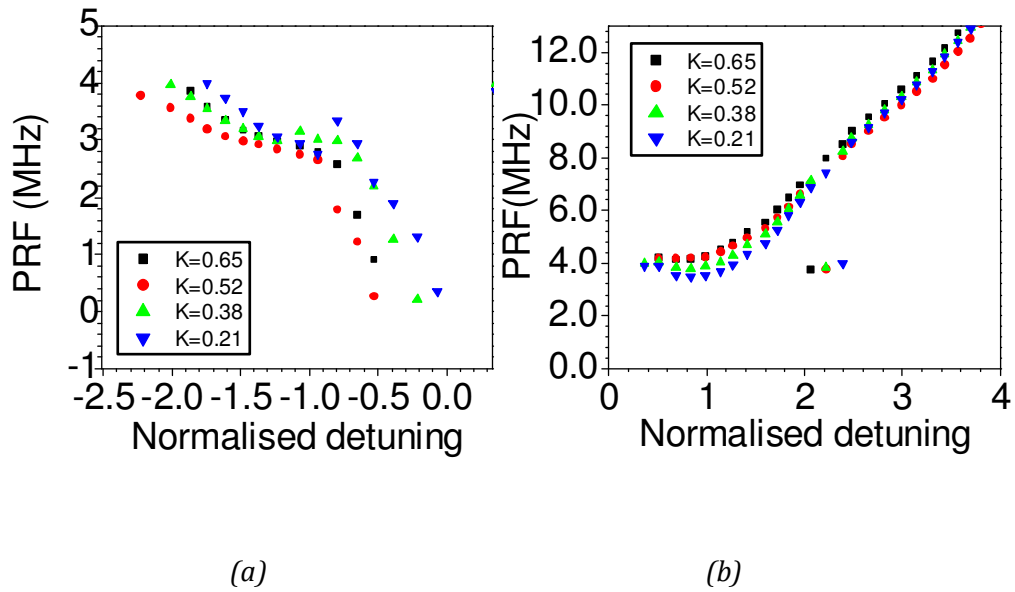 PRF (MHz)
5
4
3
2
1
0
-1
K=0.65
K=0.52
K=0.38
K=0.21
-2.5 -2.0 -1.5 -1.0 -0.5 0.0
Normalised detuning
PRF(MHz)
12.0
10.0
8.0
6.0
4.0
2.0
0.0
K=0.65
K=0.52
K=0.38
K=0.21
0 1 2 3 4
Normalised detuning
(a) (b)